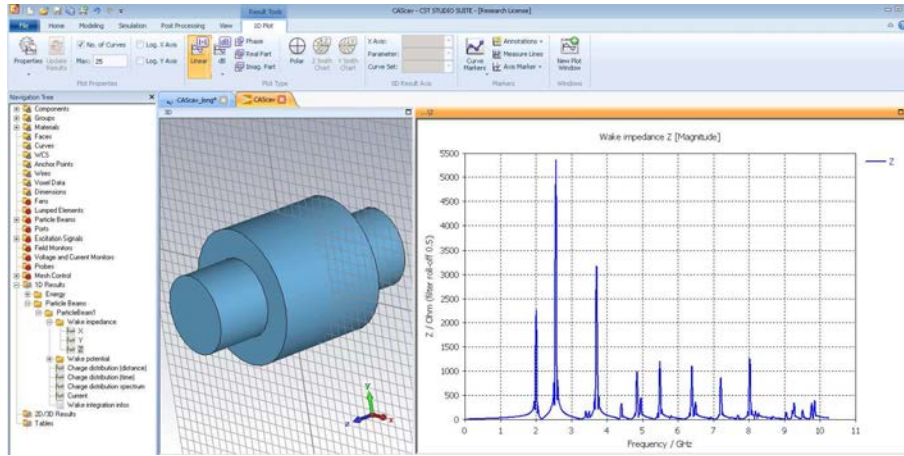 CAScav - CST STUDIO SUITE - [Research License]
Result Tools
File Home Modeling Simulation Post Processing View 1D Plot
Properties
Update Results
No. of Curves
Max: 25
Log. X Axis
Log. Y Axis
Plot Properties
Linear
dB
Phase
Real Part
Imag. Part
Polar
Z Smith Chart
Y Smith Chart
Plot Type
X Axis:
Parameter:
Curve Set:
0D Result Axis
Curve Markers
Annotations
Measure Lines
Axis Marker
Markers
New Plot Window
Windows
Navigation Tree
Components
Groups
Materials
Faces
Curves
WCS
Anchor Points
Wires
Voxel Data
Dimensions
Fans
Lumped Elements
Particle Beams
Ports
Excitation Signals
Field Monitors
Voltage and Current Monitors
Probes
Mesh Control
1D Results
Energy
Particle Beams
ParticleBeam1
Wake impedance
X
Y
Z
Wake potential
Charge distribution (distance)
Charge distribution (time)
Charge distribution spectrum
Current
Wake integration infos
2D/3D Results
Tables
CAScav_long*
CAScav
3D
y
z
x
Wake impedance Z [Magnitude]
Z
Z / Ohm (filter roll-off 0.5)
5500
5000
4500
4000
3500
3000
2500
2000
1500
1000
500
0
0 1 2 3 4 5 6 7 8 9 10 11
Frequency / GHz